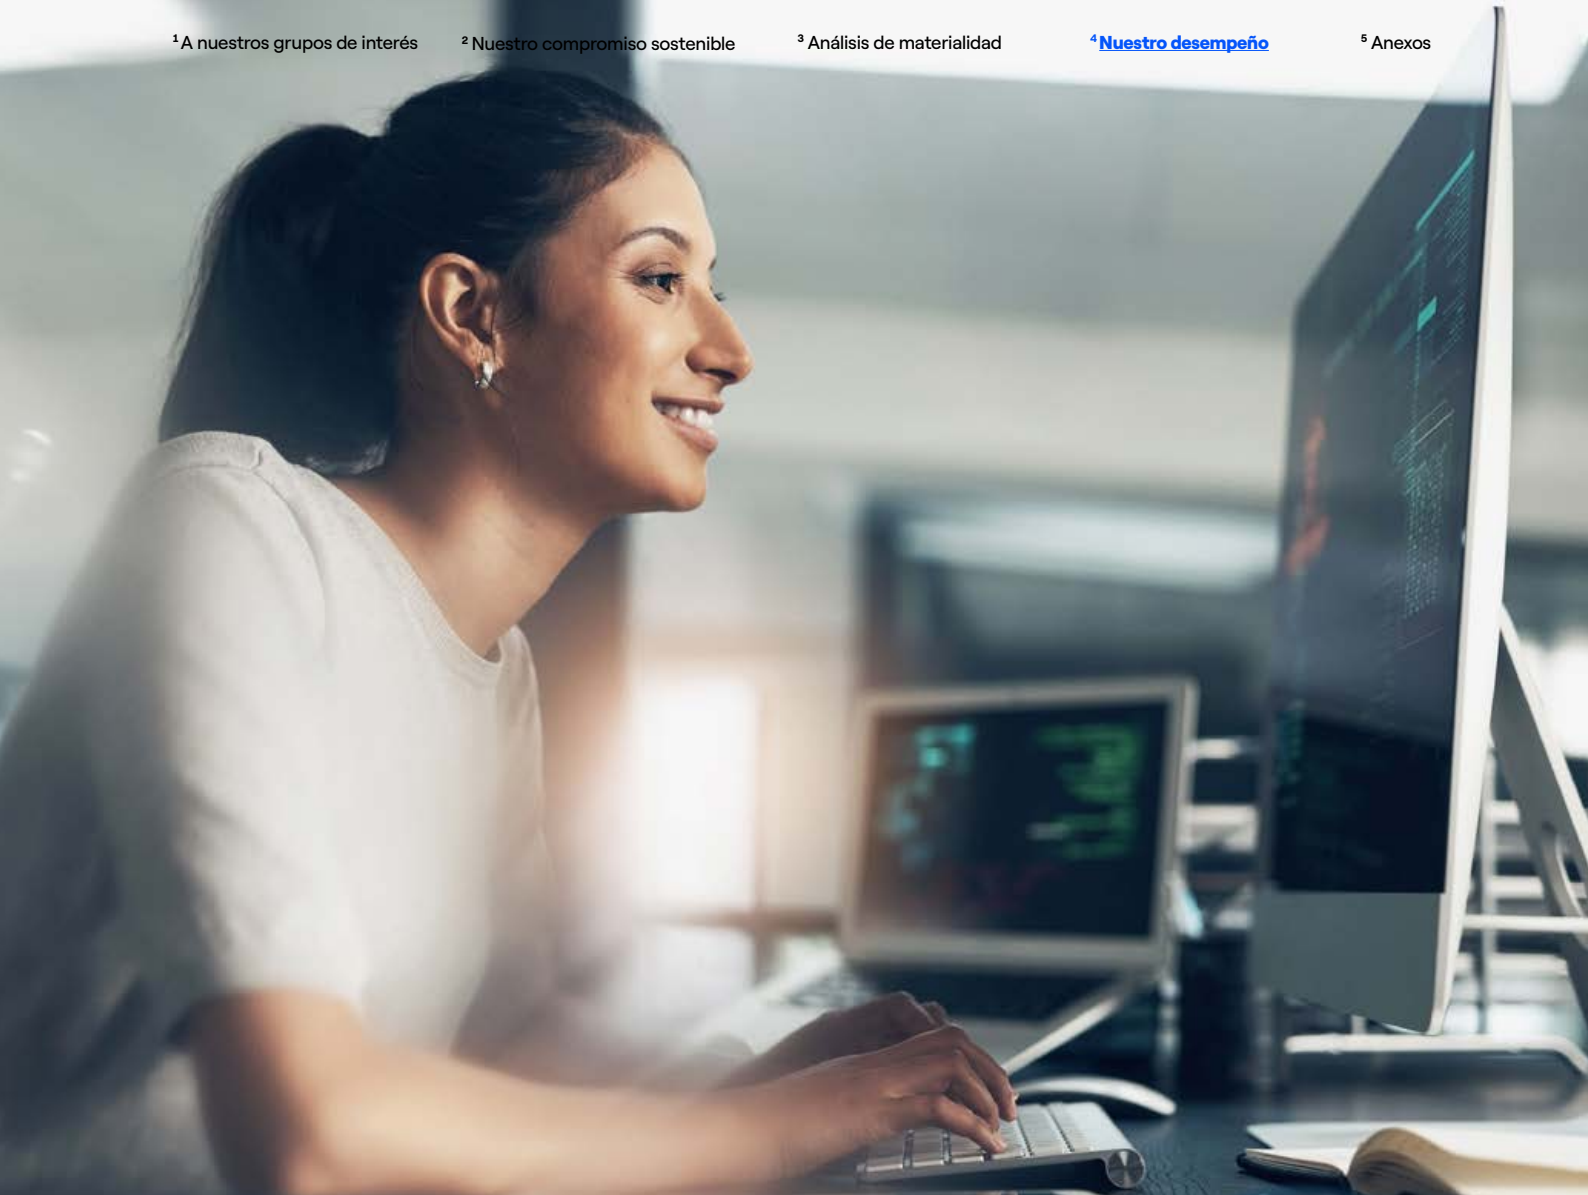 ¹ A nuestros grupos de interés
² Nuestro compromiso sostenible
³ Análisis de materialidad
⁴ Nuestro desempeño
⁵ Anexos